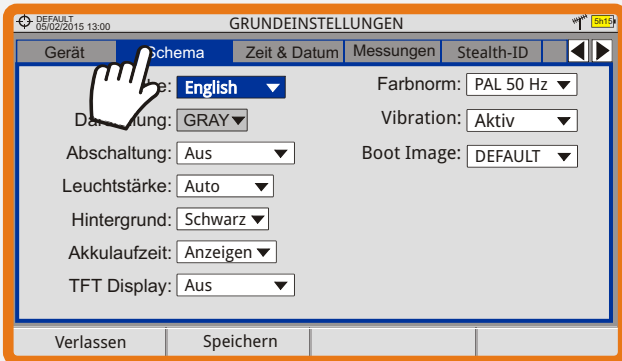 DEFAULT
05/02/2015 13:00
GRUNDEINSTELLUNGEN
5h15
Gerät Schema Zeit & Datum Messungen Stealth-ID
English
Farbnorm: PAL 50 Hz
GRAY
Vibration: Aktiv
Abschaltung: Aus
Boot Image: DEFAULT
Leuchtstärke: Auto
Hintergrund: Schwarz
Akkulaufzeit: Anzeigen
TFT Display: Aus
Verlassen Speichern